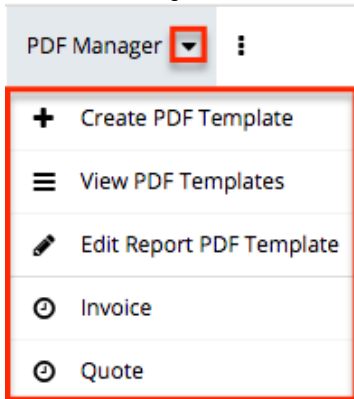 PDF Manager
Create PDF Template
View PDF Templates
Edit Report PDF Template
Invoice
Quote